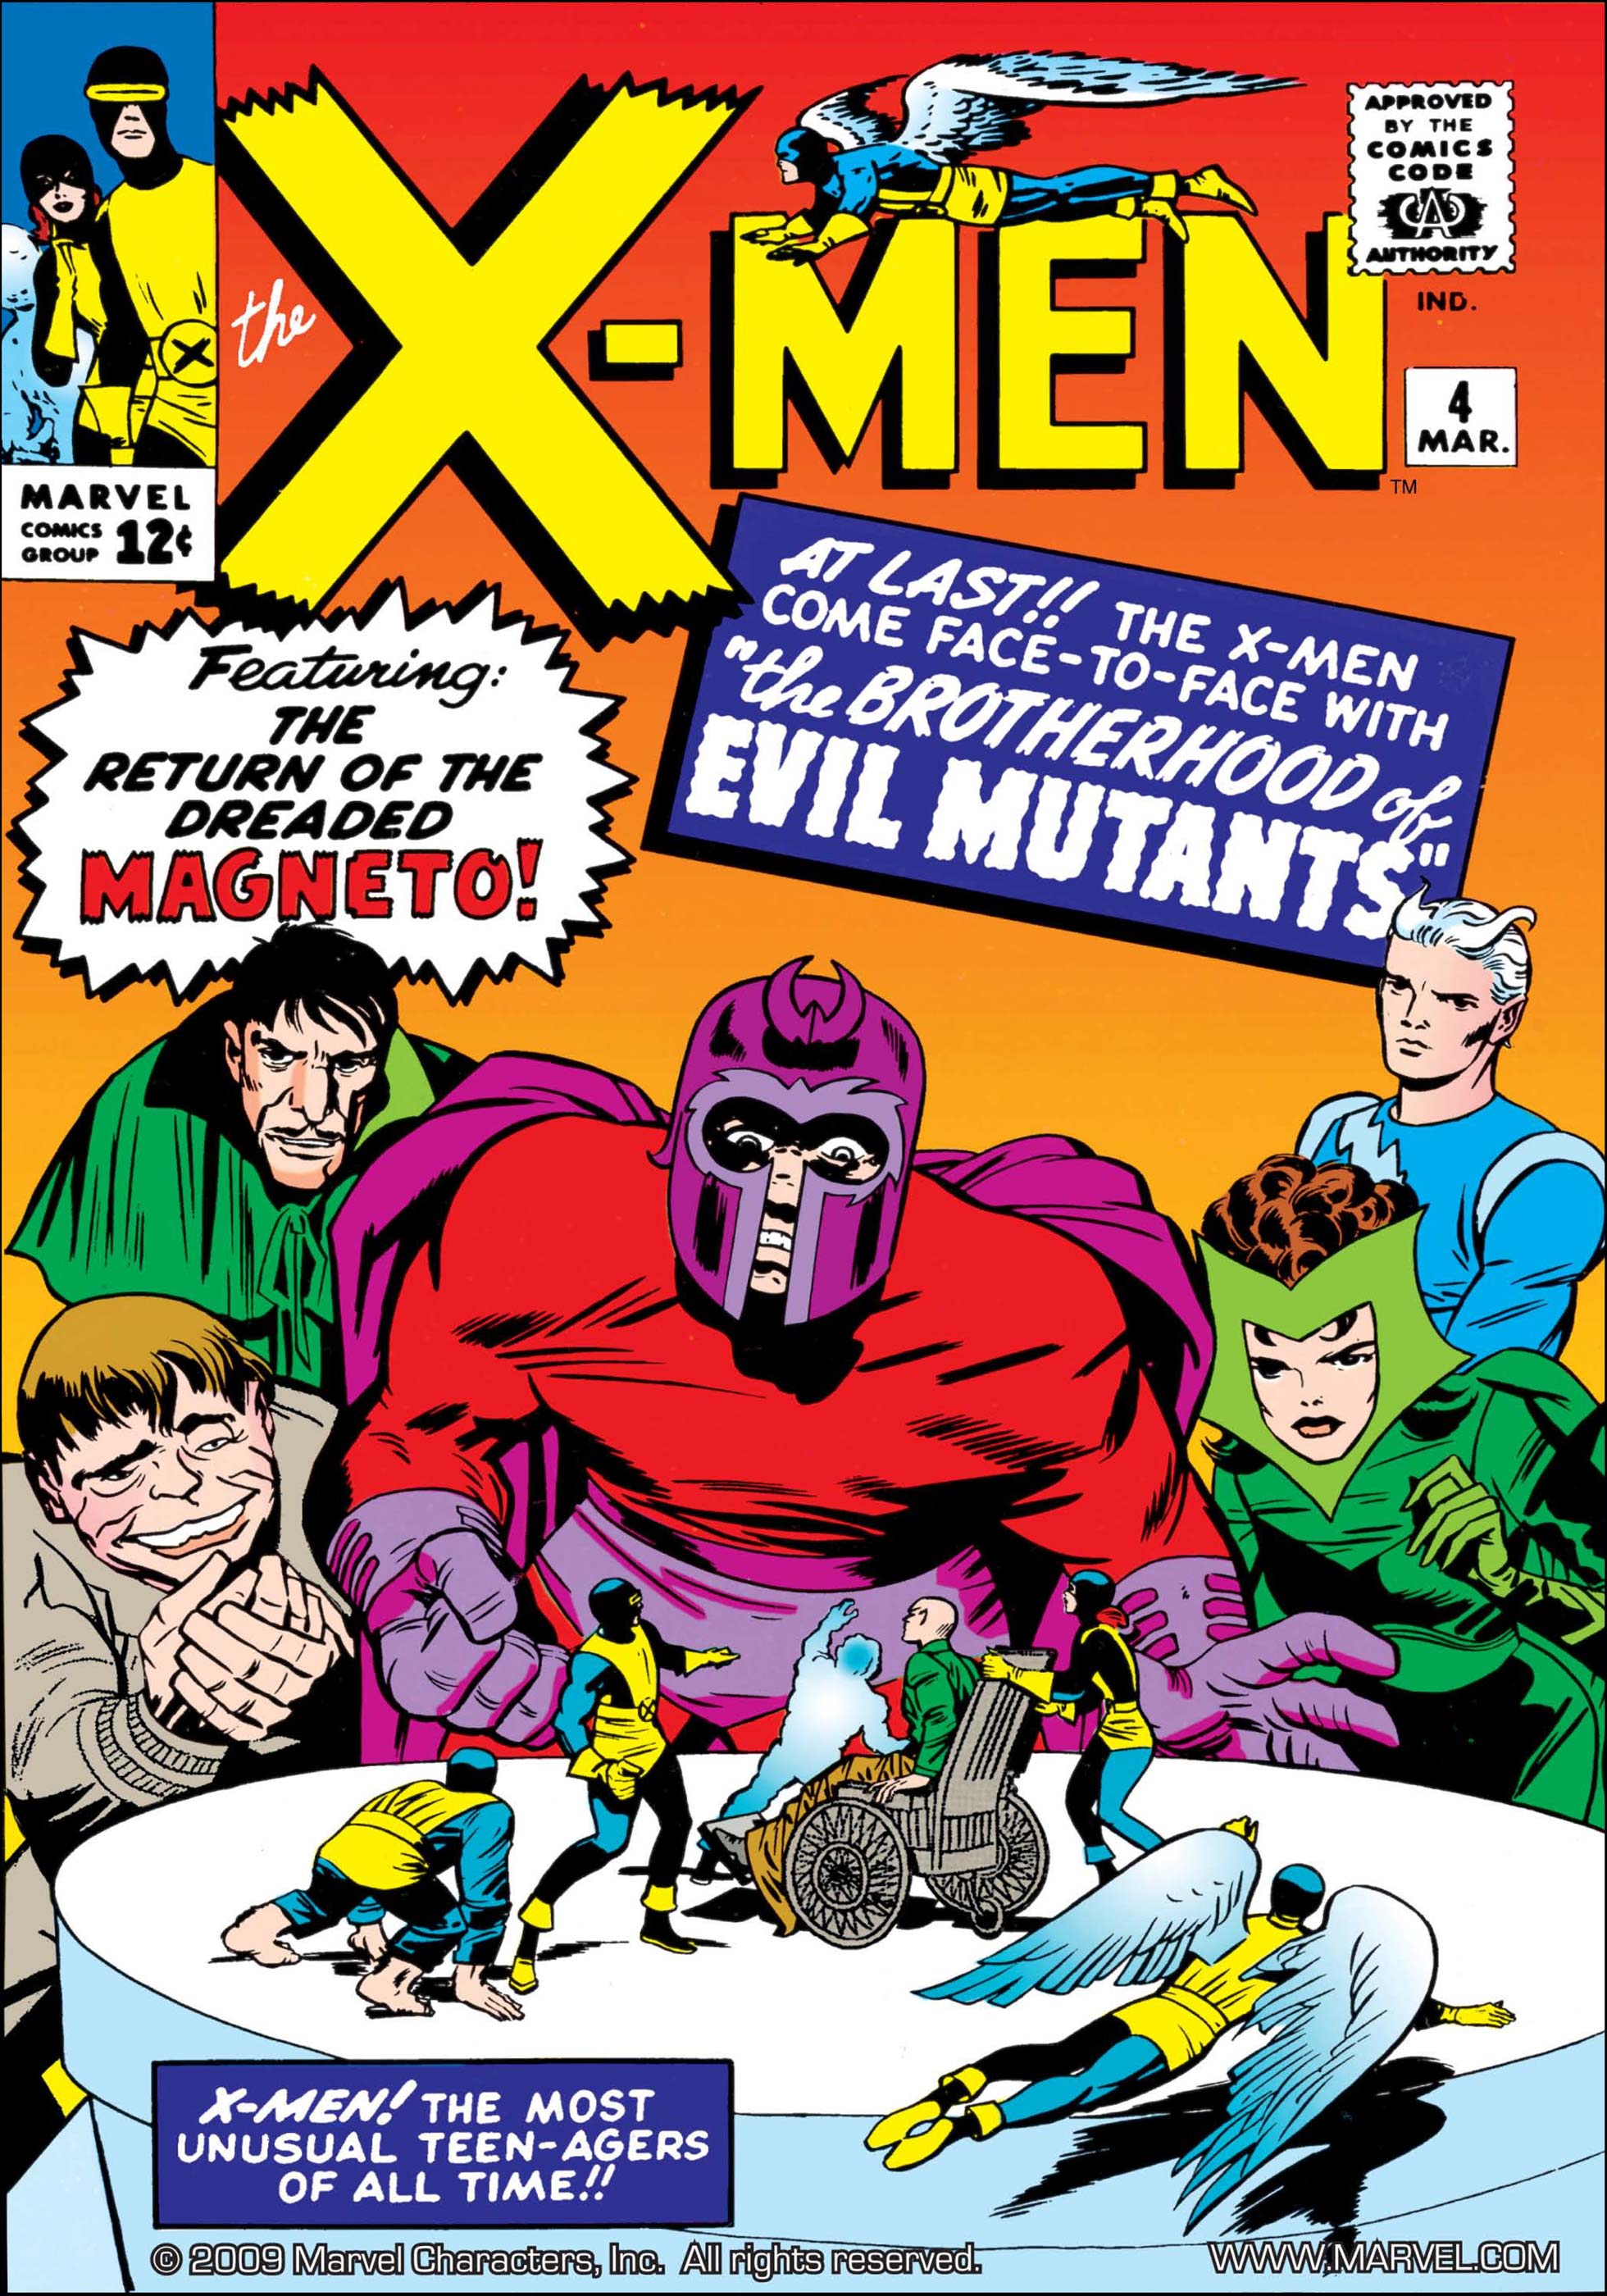 the X-MEN
TM
APPROVED
BY THE
COMICS
CODE
CA
AUTHORITY
IND.
4
MAR.
X
MARVEL
COMICS
GROUP 12¢
AT LAST!! THE X-MEN
COME FACE-TO-FACE WITH
"the BROTHERHOOD of
EVIL MUTANTS"
Featuring:
THE
RETURN OF THE
DREADED
MAGNETO!
X-MEN! THE MOST
UNUSUAL TEEN-AGERS
OF ALL TIME!!
© 2009 Marvel Characters, Inc. All rights reserved.
WWW.MARVEL.COM